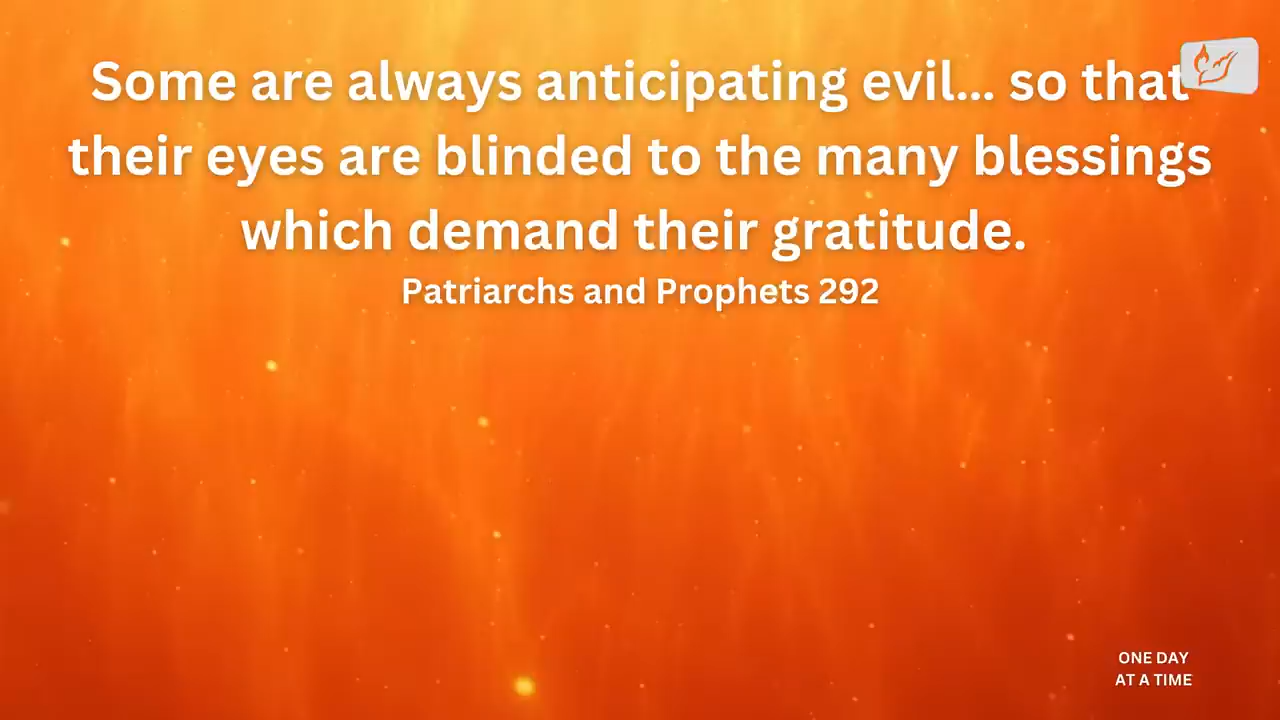 Some are always anticipating evil... so that
their eyes are blinded to the many blessings
which demand their gratitude.
Patriarchs and Prophets 292
ONE DAY
AT A TIME